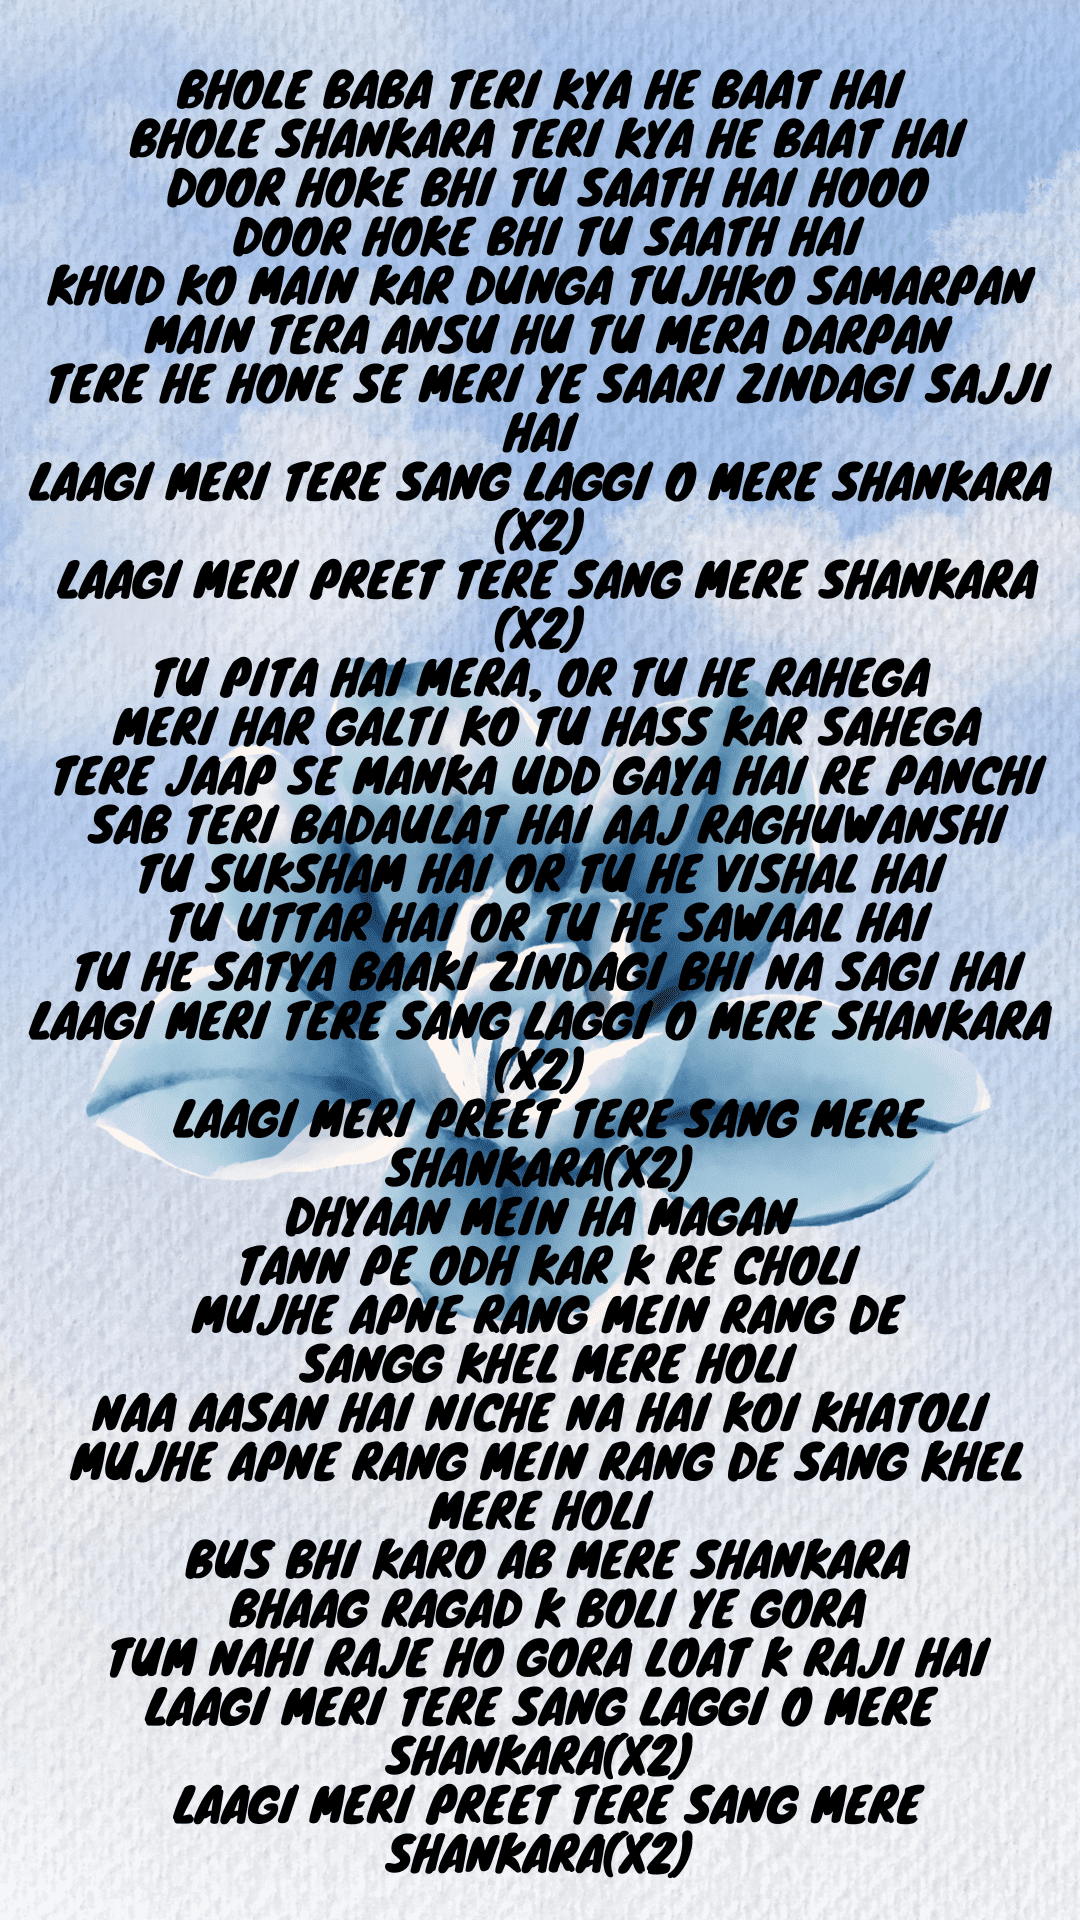 BHOLE BABA TERI KYA HE BAAT HAI
BHOLE SHANKARA TERI KYA HE BAAT HAI
DOOR HOKE BHI TU SAATH HAI HOOO
DOOR HOKE BHI TU SAATH HAI
KHUD KO MAIN KAR DUNGA TUJHKO SAMARPAN
MAIN TERA ANSU HU TU MERA DARPAN
TERE HE HONE SE MERI YE SAARI ZINDAGI SAJJI
HAI
LAAGI MERI TERE SANG LAGGI O MERE SHANKARA
(X2)
LAAGI MERI PREET TERE SANG MERE SHANKARA
(X2)
TU PITA HAI MERA, OR TU HE RAHEGA
MERI HAR GALTI KO TU HASS KAR SAHEGA
TERE JAAP SE MANKA UDD GAYA HAI RE PANCHI
SAB TERI BADAULAT HAI AAJ RAGHUWANSHI
TU SUKSHAM HAI OR TU HE VISHAL HAI
TU UTTAR HAI OR TU HE SAWAAL HAI
TU HE SATYA BAAKI ZINDAGI BHI NA SAGI HAI
LAAGI MERI TERE SANG LAGGI O MERE SHANKARA
(X2)
LAAGI MERI PREET TERE SANG MERE
SHANKARA(X2)
DHYAAN MEIN HA MAGAN
TANN PE ODH KAR K RE CHOLI
MUJHE APNE RANG MEIN RANG DE
SANGG KHEL MERE HOLI
NAA AASAN HAI NICHE NA HAI KOI KHATOLI
MUJHE APNE RANG MEIN RANG DE SANG KHEL
MERE HOLI
BUS BHI KARO AB MERE SHANKARA
BHAAG RAGAD K BOLI YE GORA
TUM NAHI RAJE HO GORA LOAT K RAJI HAI
LAAGI MERI TERE SANG LAGGI O MERE
SHANKARA(X2)
LAAGI MERI PREET TERE SANG MERE
SHANKARA(X2)